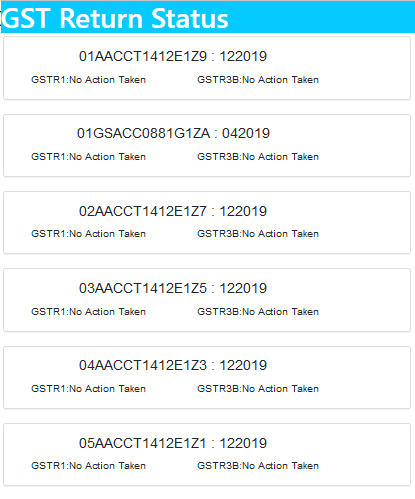 GST Return Status
01AACCT1412E1Z9 : 122019
GSTR1:No Action Taken GSTR3B:No Action Taken
01GSACC0881G1ZA : 042019
GSTR1:No Action Taken GSTR3B:No Action Taken
02AACCT1412E1Z7 : 122019
GSTR1:No Action Taken GSTR3B:No Action Taken
03AACCT1412E1Z5 : 122019
GSTR1:No Action Taken GSTR3B:No Action Taken
04AACCT1412E1Z3 : 122019
GSTR1:No Action Taken GSTR3B:No Action Taken
05AACCT1412E1Z1 : 122019
GSTR1:No Action Taken GSTR3B:No Action Taken